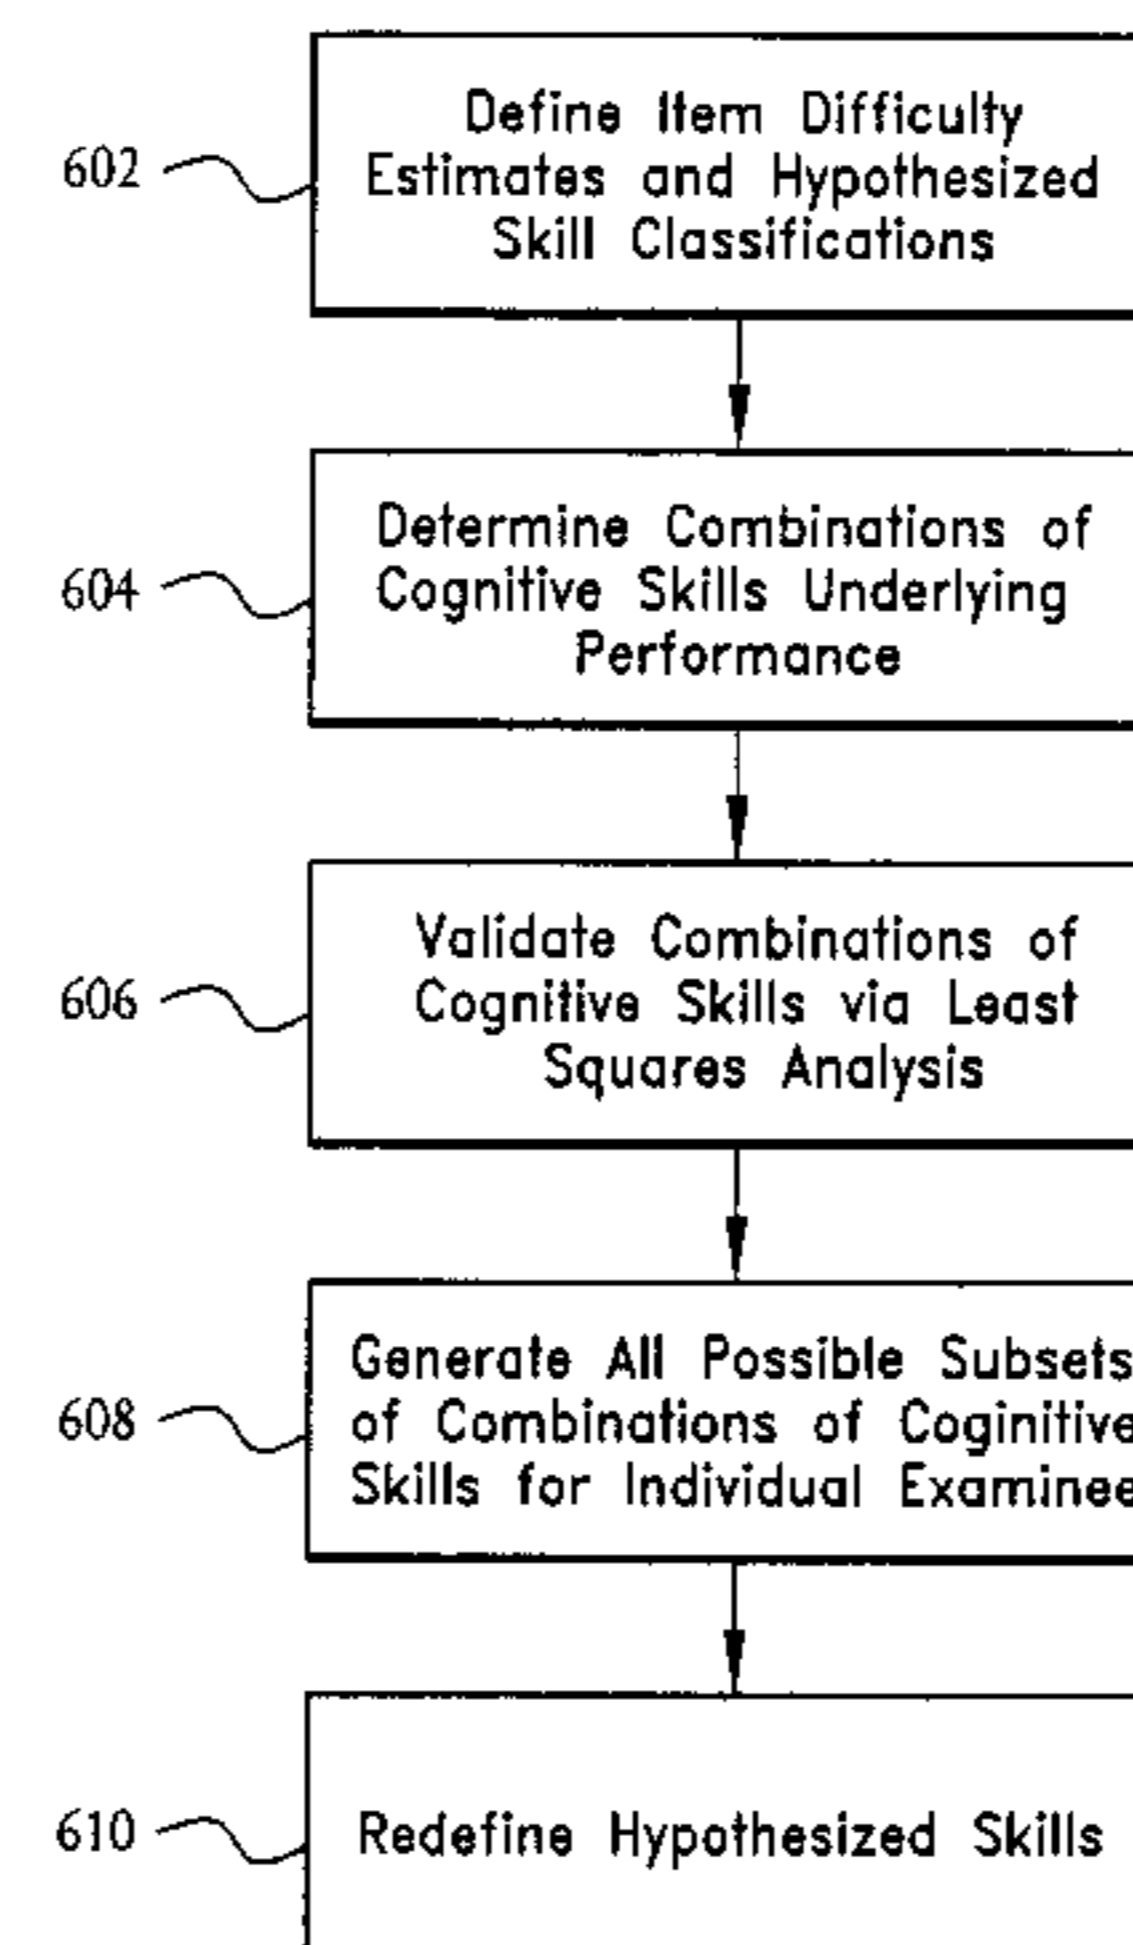 Define Item Difficulty
602
Estimates and Hypothesized
Skill Classifications
Determine Combinations of
604
Cognitive Skills Underlying
Performance
Validate Combinations of
606
Cognitive Skills via Least
Squares Analysis
Generate All Possible Subsets
608
of Combinations of Coginitive
Skills for Individual Examinee
610
Redefine Hypothesized Skills